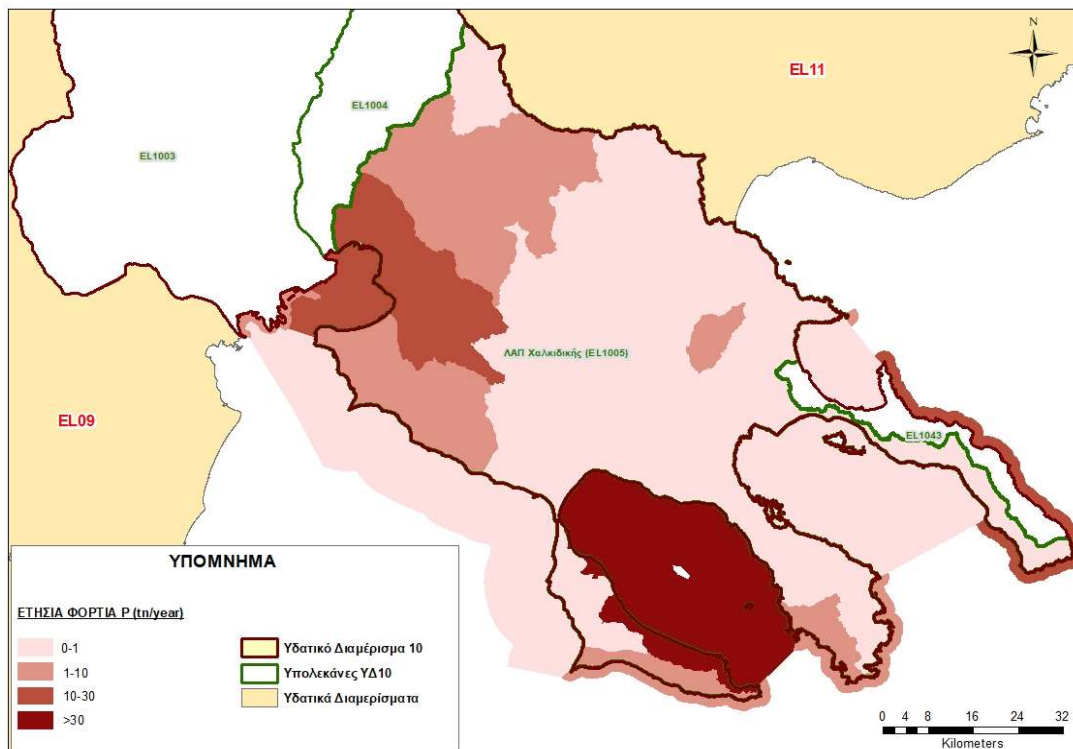 N
EL11
EL1004
EL1003
ΛΑΠ Χαλκιδικής (EL1005)
EL09
EL1043
ΥΠΟΜΝΗΜΑ
ΕΤΗΣΙΑ ΦΟΡΤΙΑ P (tn/year)
0-1
1-10
10-30
>30
Υδατικό Διαμέρισμα 10
Υπολεκάνες ΥΔ10
Υδατικά Διαμερίσματα
0 4 8 16 24 32
Kilometers